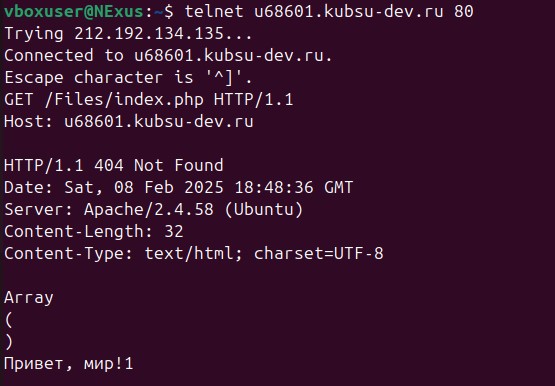 vboxuser@NExus:~$ telnet u68601.kubsu-dev.ru 80
Trying 212.192.134.135...
Connected to u68601.kubsu-dev.ru.
Escape character is '^]'.
GET /Files/index.php HTTP/1.1
Host: u68601.kubsu-dev.ru

HTTP/1.1 404 Not Found
Date: Sat, 08 Feb 2025 18:48:36 GMT
Server: Apache/2.4.58 (Ubuntu)
Content-Length: 32
Content-Type: text/html; charset=UTF-8

Array
(
)
Привет, мир!1